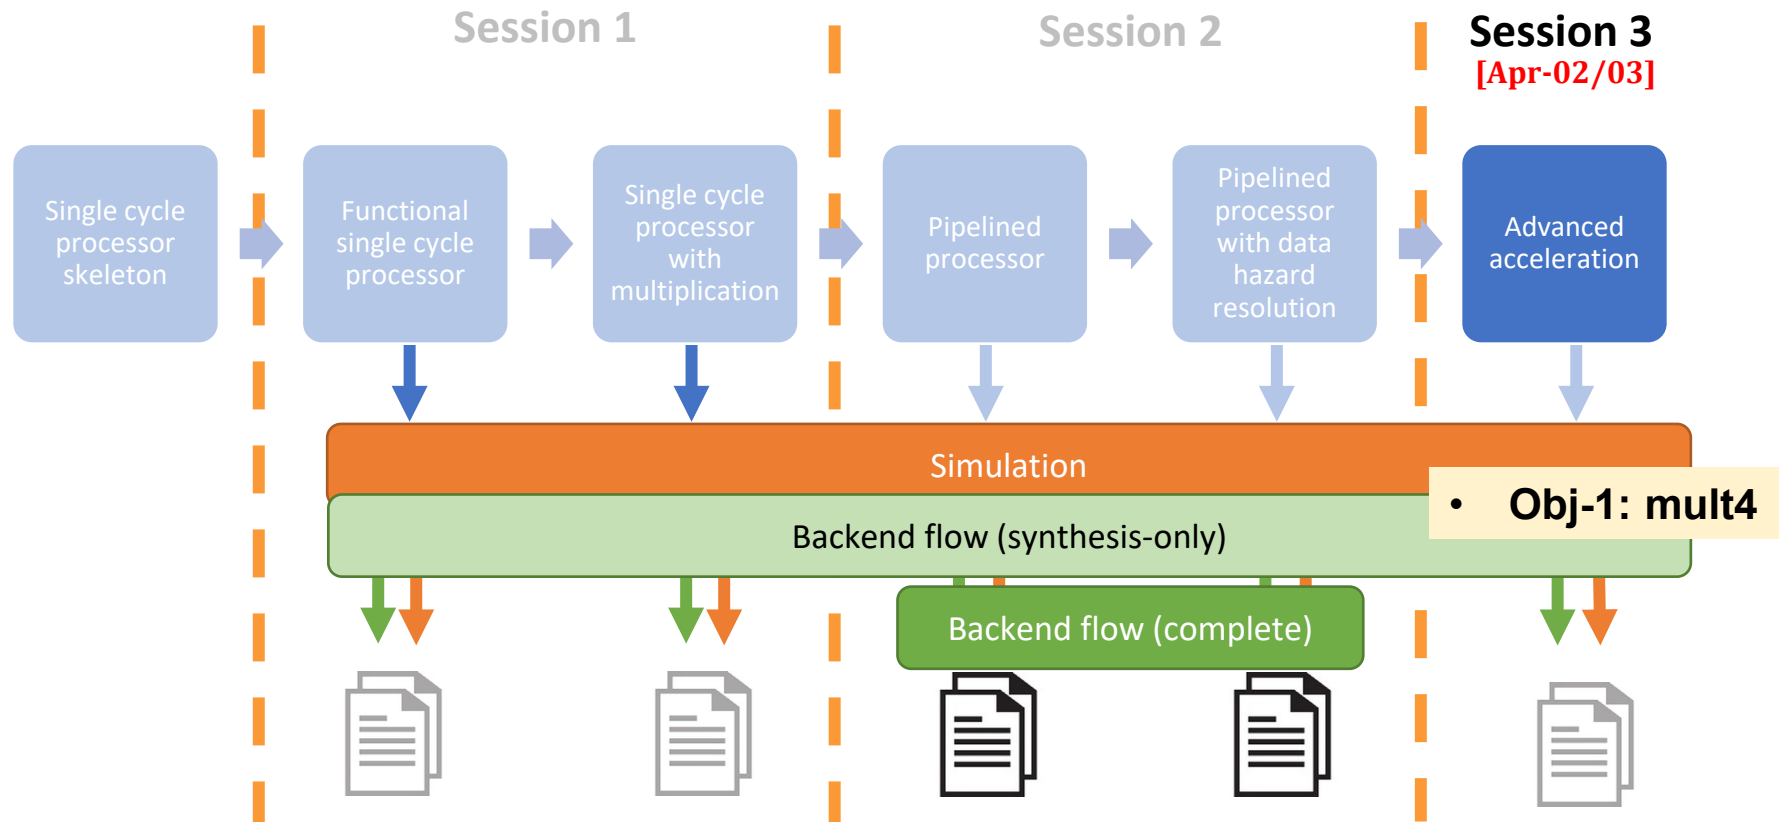 Session 1
Session 2
Session 3
[Apr-02/03]
Single cycle
processor
skeleton
Functional
single cycle
processor
Single cycle
processor
with
multiplication
Pipelined
processor
Pipelined
processor
with data
hazard
resolution
Advanced
acceleration
Simulation
• Obj-1: mult4
Backend flow (synthesis-only)
Backend flow (complete)